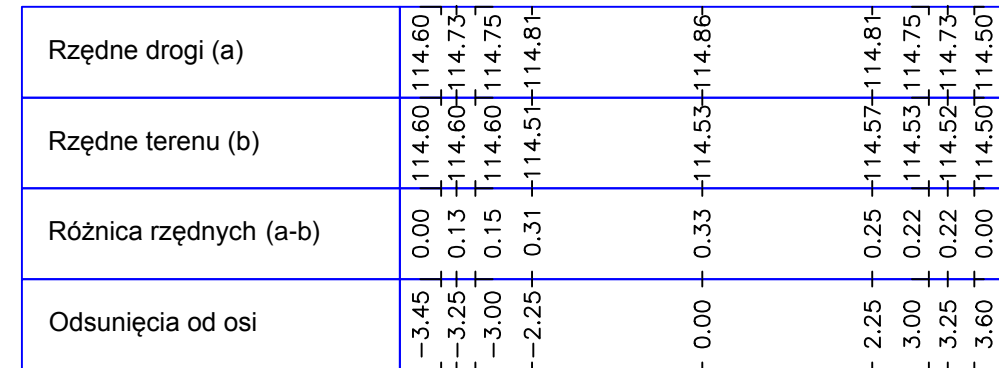 Rzędne drogi (a) 114.60 114.73 114.75 114.81 114.86 114.81 114.75 114.73 114.50
Rzędne terenu (b) 114.60 114.60 114.60 114.51 114.53 114.57 114.53 114.52 114.50
Różnica rzędnych (a-b) 0.00 0.13 0.15 0.31 0.33 0.25 0.22 0.22 0.00
Odsunięcia od osi -3.45 -3.25 -3.00 -2.25 0.00 2.25 3.00 3.25 3.60